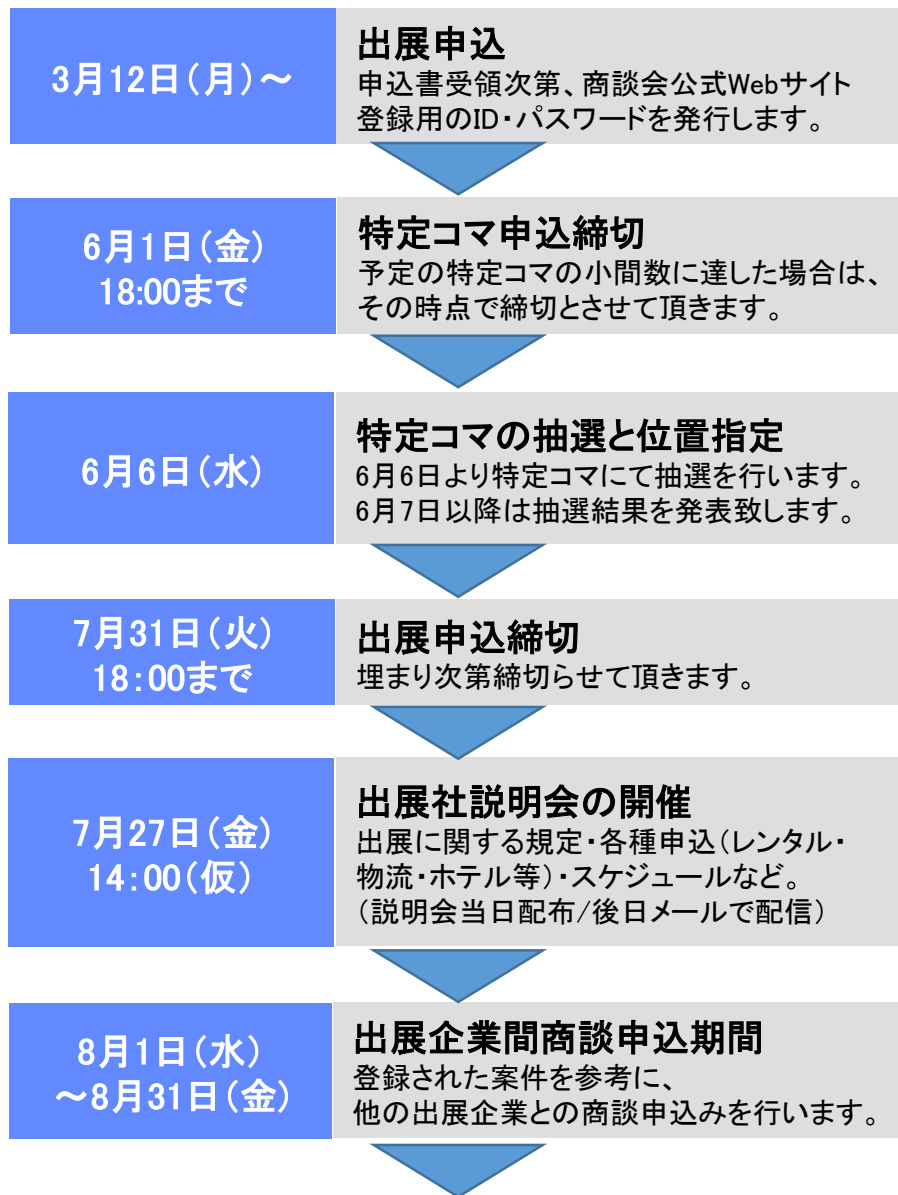 3月12日(月)~
出展申込
申込書受領次第、商談会公式Webサイト
登録用のID・パスワードを発行します。
6月1日(金)
18:00まで
特定コマ申込締切
予定の特定コマの小間数に達した場合は、
その時点で締切とさせて頂きます。
6月6日(水)
特定コマの抽選と位置指定
6月6日より特定コマにて抽選を行います。
6月7日以降は抽選結果を発表致します。
7月31日(火)
18:00まで
出展申込締切
埋まり次第締切らせて頂きます。
7月27日(金)
14:00(仮)
出展社説明会の開催
出展に関する規定・各種申込(レンタル・
物流・ホテル等)・スケジュールなど。
(説明会当日配布/後日メールで配信)
8月1日(水)
~8月31日(金)
出展企業間商談申込期間
登録された案件を参考に、
他の出展企業との商談申込みを行います。